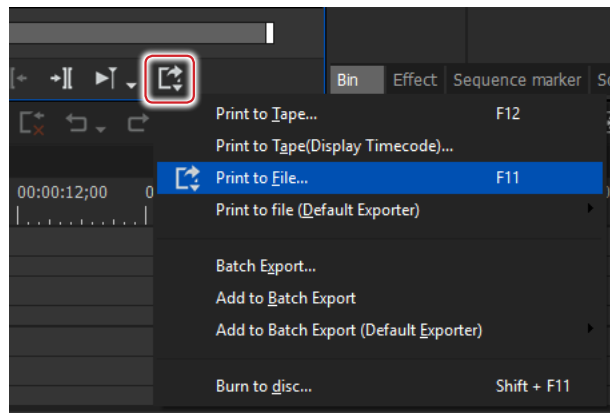 Bin Effect Sequence marker
Print to Tape... F12
Print to Tape(Display Timecode)...
Print to File... F11
00:00:12;00
Print to file (Default Exporter)
Batch Export...
Add to Batch Export
Add to Batch Export (Default Exporter)
Burn to disc... Shift + F11